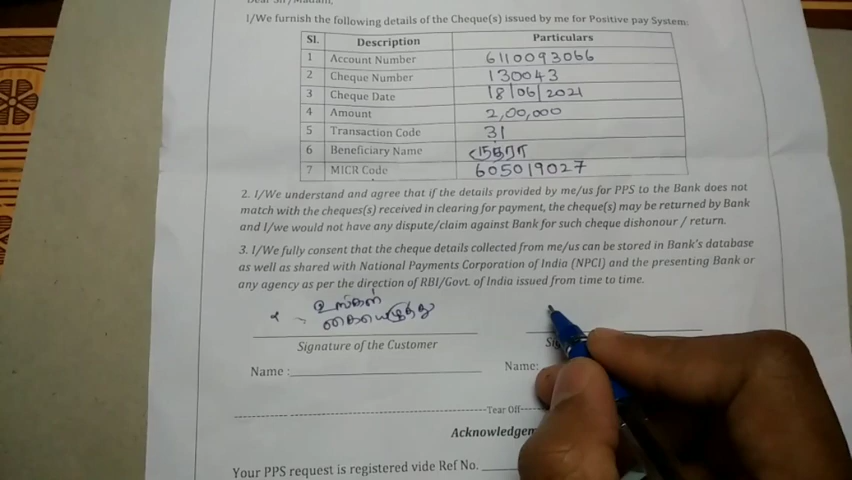 Dear Sir / Madam,
I/We furnish the following details of the Cheque(s) issued by me for Positive pay System:
Sl. Description Particulars
1 Account Number 6110093066
2 Cheque Number 130043
3 Cheque Date 18/06/2021
4 Amount 2,00,000
5 Transaction Code 31
6 Beneficiary Name
7 MICR Code 605019027
2. I/We understand and agree that if the details provided by me/us for PPS to the Bank does not
match with the cheques(s) received in clearing for payment, the cheque(s) may be returned by Bank
and I/we would not have any dispute/claim against Bank for such cheque dishonour / return.
3. I/We fully consent that the cheque details collected from me/us can be stored in Bank's database
as well as shared with National Payments Corporation of India (NPCI) and the presenting Bank or
any agency as per the direction of RBI/Govt. of India issued from time to time.
உங்கள்
கையெழுத்து
Signature of the Customer Sig
Name : Name:
Tear Off
Acknowledgem
Your PPS request is registered vide Ref No.